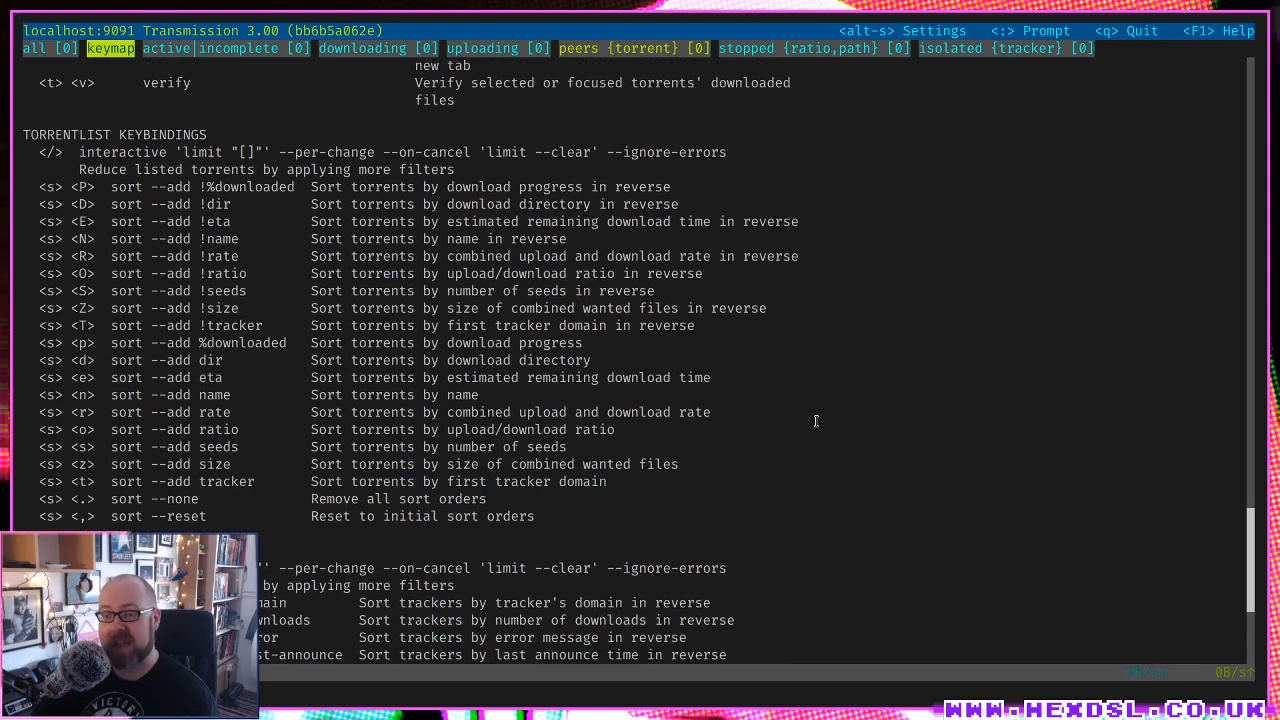 localhost:9091 Transmission 3.00 (bb6b5a062e) <alt-s> Settings <:> Prompt <q> Quit <F1> Help
all [0] keymap active|incomplete [0] downloading [0] uploading [0] peers {torrent} [0] stopped {ratio,path} [0] isolated {tracker} [0]
new tab
<t> <v> verify Verify selected or focused torrents' downloaded
files
TORRENTLIST KEYBINDINGS
</> interactive 'limit "[]"' --per-change --on-cancel 'limit --clear' --ignore-errors
Reduce listed torrents by applying more filters
<s> <P> sort --add !%downloaded Sort torrents by download progress in reverse
<s> <D> sort --add !dir Sort torrents by download directory in reverse
<s> <E> sort --add !eta Sort torrents by estimated remaining download time in reverse
<s> <N> sort --add !name Sort torrents by name in reverse
<s> <R> sort --add !rate Sort torrents by combined upload and download rate in reverse
<s> <O> sort --add !ratio Sort torrents by upload/download ratio in reverse
<s> <S> sort --add !seeds Sort torrents by number of seeds in reverse
<s> <Z> sort --add !size Sort torrents by size of combined wanted files in reverse
<s> <T> sort --add !tracker Sort torrents by first tracker domain in reverse
<s> <p> sort --add %downloaded Sort torrents by download progress
<s> <d> sort --add dir Sort torrents by download directory
<s> <e> sort --add eta Sort torrents by estimated remaining download time
<s> <n> sort --add name Sort torrents by name
<s> <r> sort --add rate Sort torrents by combined upload and download rate
<s> <o> sort --add ratio Sort torrents by upload/download ratio
<s> <s> sort --add seeds Sort torrents by number of seeds
<s> <z> sort --add size Sort torrents by size of combined wanted files
<s> <t> sort --add tracker Sort torrents by first tracker domain
<s> <.> sort --none Remove all sort orders
<s> <,> sort --reset Reset to initial sort orders
'' --per-change --on-cancel 'limit --clear' --ignore-errors
by applying more filters
main Sort trackers by tracker's domain in reverse
wnloads Sort trackers by number of downloads in reverse
ror Sort trackers by error message in reverse
st-announce Sort trackers by last announce time in reverse
0B/s↑
VICTORY
WWW.HEXDSL.CO.UK